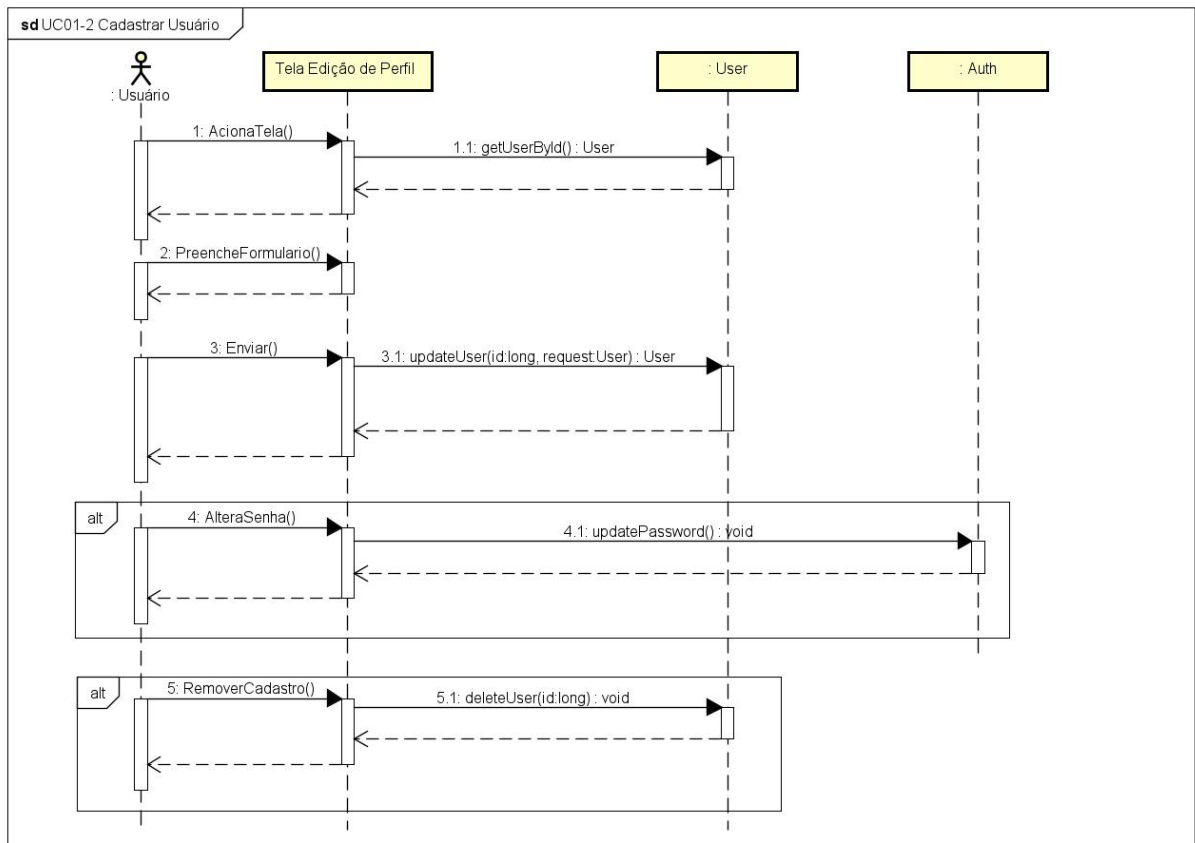 sd UC01-2 Cadastrar Usuário
: Usuário
Tela Edição de Perfil
: User
: Auth
1: AcionaTela()
1.1: getUserById() : User
2: PreencheFormulario()
3: Enviar()
3.1: updateUser(id:long, request:User) : User
alt
4: AlteraSenha()
4.1: updatePassword() : void
alt
5: RemoverCadastro()
5.1: deleteUser(id:long) : void